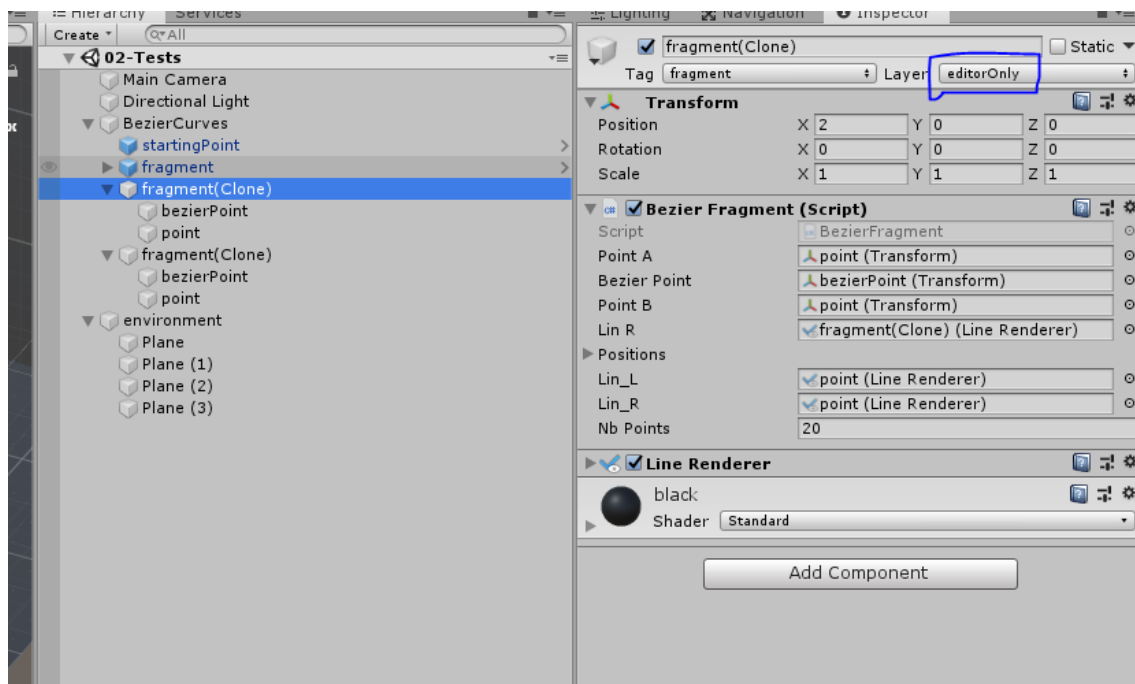 Hierarchy Services
Create All
02-Tests
Main Camera
Directional Light
BezierCurves
startingPoint
fragment
fragment(Clone)
bezierPoint
point
fragment(Clone)
bezierPoint
point
environment
Plane
Plane (1)
Plane (2)
Plane (3)
Lighting Navigation Inspector
fragment(Clone) Static
Tag fragment Layer editorOnly
Transform
Position X 2 Y 0 Z 0
Rotation X 0 Y 0 Z 0
Scale X 1 Y 1 Z 1
Bezier Fragment (Script)
Script BezierFragment
Point A point (Transform)
Bezier Point bezierPoint (Transform)
Point B point (Transform)
Lin R fragment(Clone) (Line Renderer)
Positions
Lin_L point (Line Renderer)
Lin_R point (Line Renderer)
Nb Points 20
Line Renderer
black
Shader Standard
Add Component